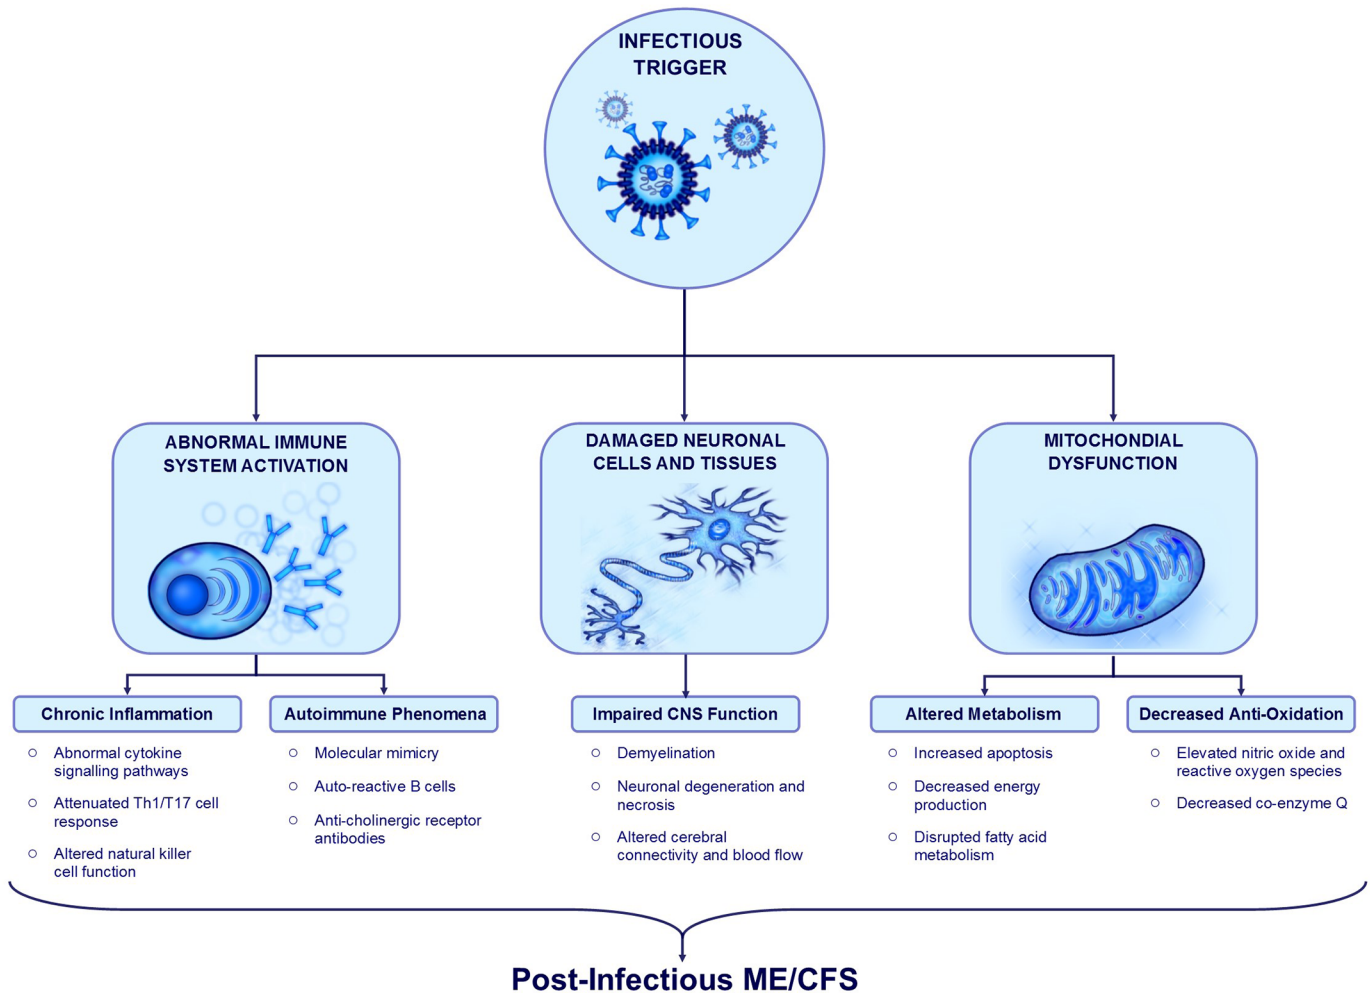 INFECTIOUS
TRIGGER
ABNORMAL IMMUNE
SYSTEM ACTIVATION
DAMAGED NEURONAL
CELLS AND TISSUES
MITOCHONDIAL
DYSFUNCTION
Chronic Inflammation
Abnormal cytokine
signalling pathways
Attenuated Th1/T17 cell
response
Altered natural killer
cell function
Autoimmune Phenomena
Molecular mimicry
Auto-reactive B cells
Anti-cholinergic receptor
antibodies
Impaired CNS Function
Demyelination
Neuronal degeneration and
necrosis
Altered cerebral
connectivity and blood flow
Altered Metabolism
Increased apoptosis
Decreased energy
production
Disrupted fatty acid
metabolism
Decreased Anti-Oxidation
Elevated nitric oxide and
reactive oxygen species
Decreased co-enzyme Q
Post-Infectious ME/CFS